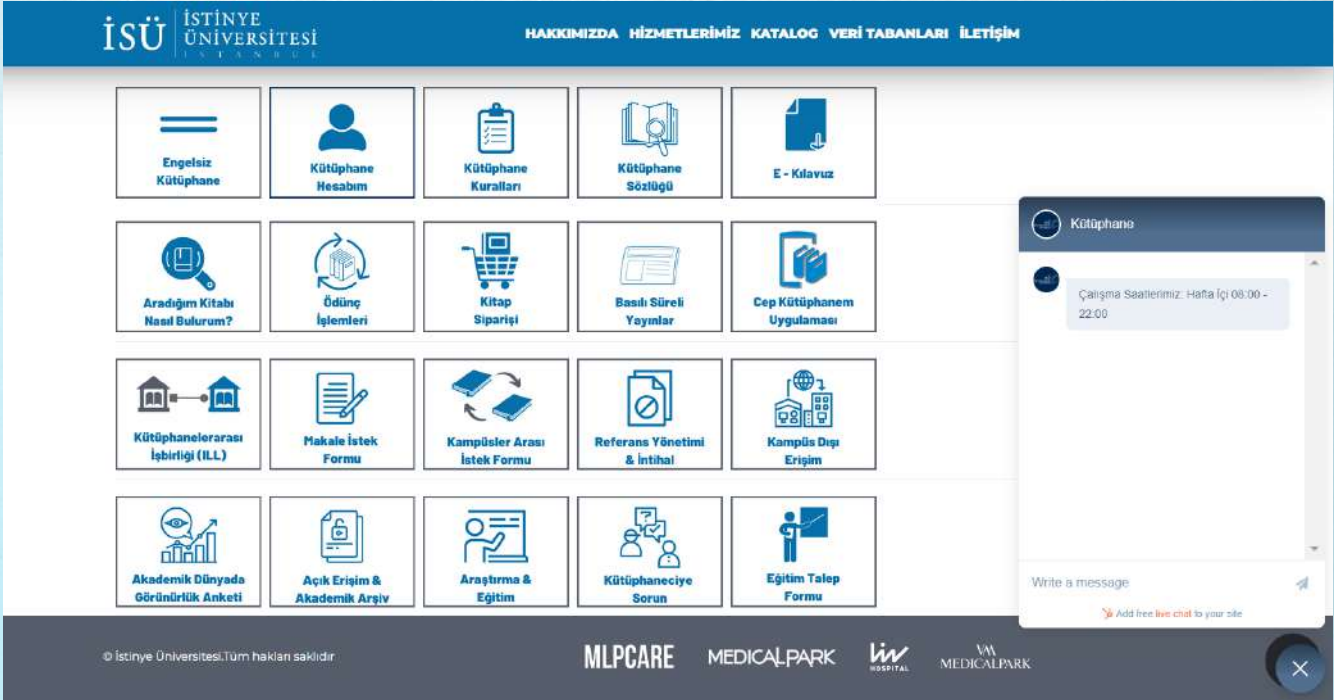 İSÜ
İSTİNYE
ÜNİVERSİTESİ
İSTANBUL
HAKKIMIZDA HİZMETLERİMİZ KATALOG VERİ TABANLARI İLETİŞİM
Engelsiz
Kütüphane
Kütüphane
Hesabım
Kütüphane
Kuralları
Kütüphane
Sözlüğü
E - Kılavuz
Aradığım Kitabı
Nasıl Bulurum?
Ödünç
İşlemleri
Kitap
Siparişi
Basılı Süreli
Yayınlar
Cep Kütüphanem
Uygulaması
Kütüphanelerarası
İşbirliği (ILL)
Makale İstek
Formu
Kampüsler Arası
İstek Formu
Referans Yönetimi
& İntihal
Kampüs Dışı
Erişim
Akademik Dünyada
Görünürlük Anketi
Açık Erişim &
Akademik Arşiv
Araştırma &
Eğitim
Kütüphaneciye
Sorun
Eğitim Talep
Formu
Kütüphane
Çalışma Saatlerimiz: Hafta İçi 08:00 -
22:00
Write a message
Add free live chat to your site
© İstinye Üniversitesi.Tüm hakları saklıdır
MLPCARE
MEDICALPARK
Liv
HOSPITAL
VM
MEDICALPARK